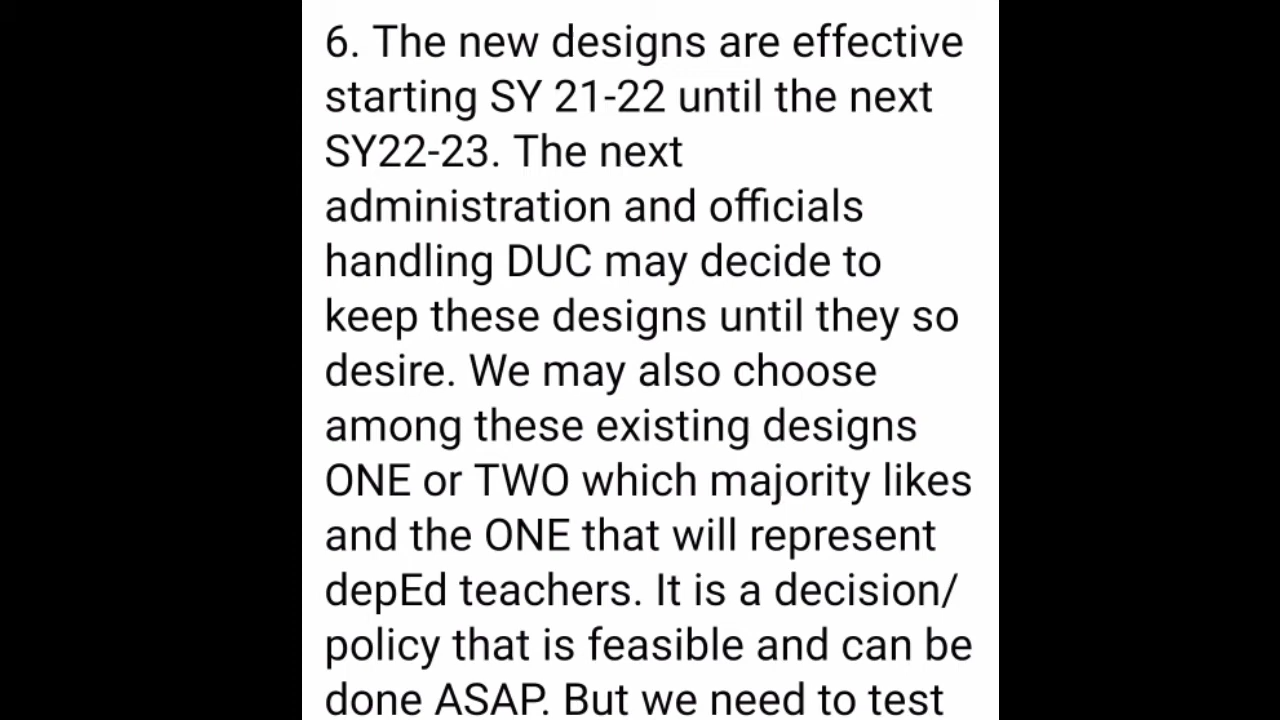 6. The new designs are effective
starting SY 21-22 until the next
SY22-23. The next
administration and officials
handling DUC may decide to
keep these designs until they so
desire. We may also choose
among these existing designs
ONE or TWO which majority likes
and the ONE that will represent
depEd teachers. It is a decision/
policy that is feasible and can be
done ASAP. But we need to test